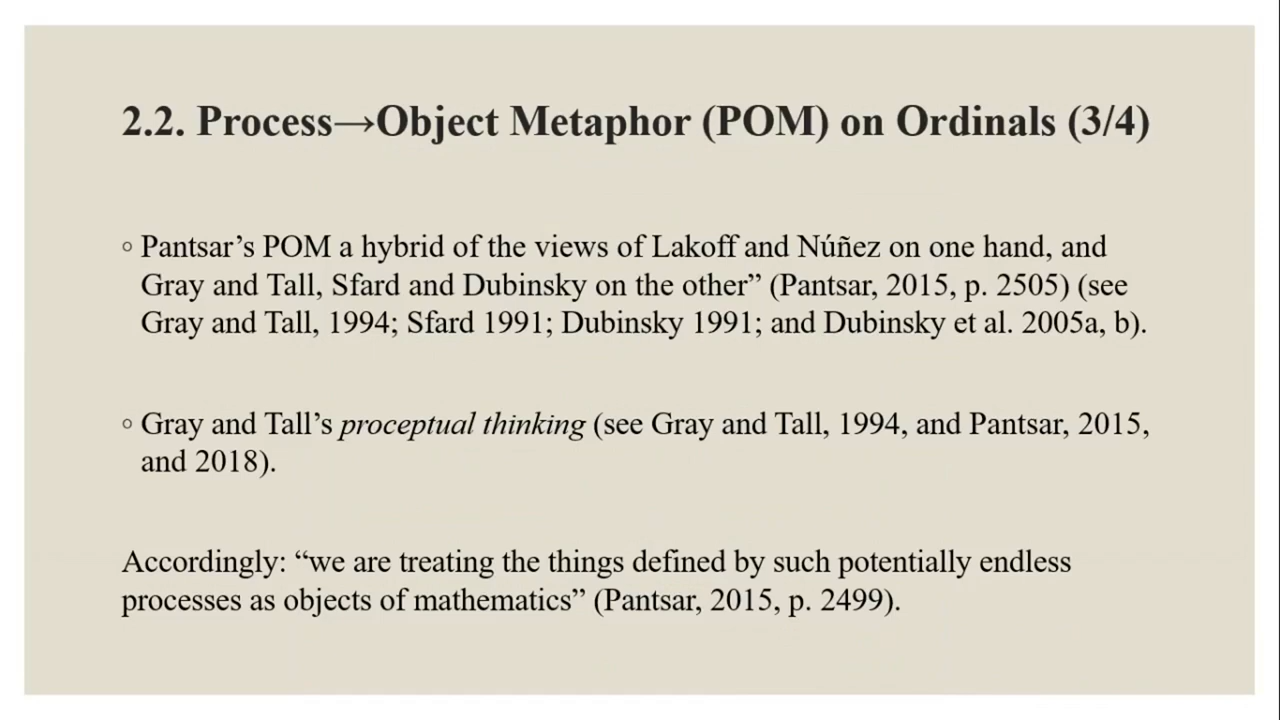 2.2. Process→Object Metaphor (POM) on Ordinals (3/4)
◦ Pantsar’s POM a hybrid of the views of Lakoff and Núñez on one hand, and
Gray and Tall, Sfard and Dubinsky on the other” (Pantsar, 2015, p. 2505) (see
Gray and Tall, 1994; Sfard 1991; Dubinsky 1991; and Dubinsky et al. 2005a, b).
◦ Gray and Tall’s proceptual thinking (see Gray and Tall, 1994, and Pantsar, 2015,
and 2018).
Accordingly: “we are treating the things defined by such potentially endless
processes as objects of mathematics” (Pantsar, 2015, p. 2499).